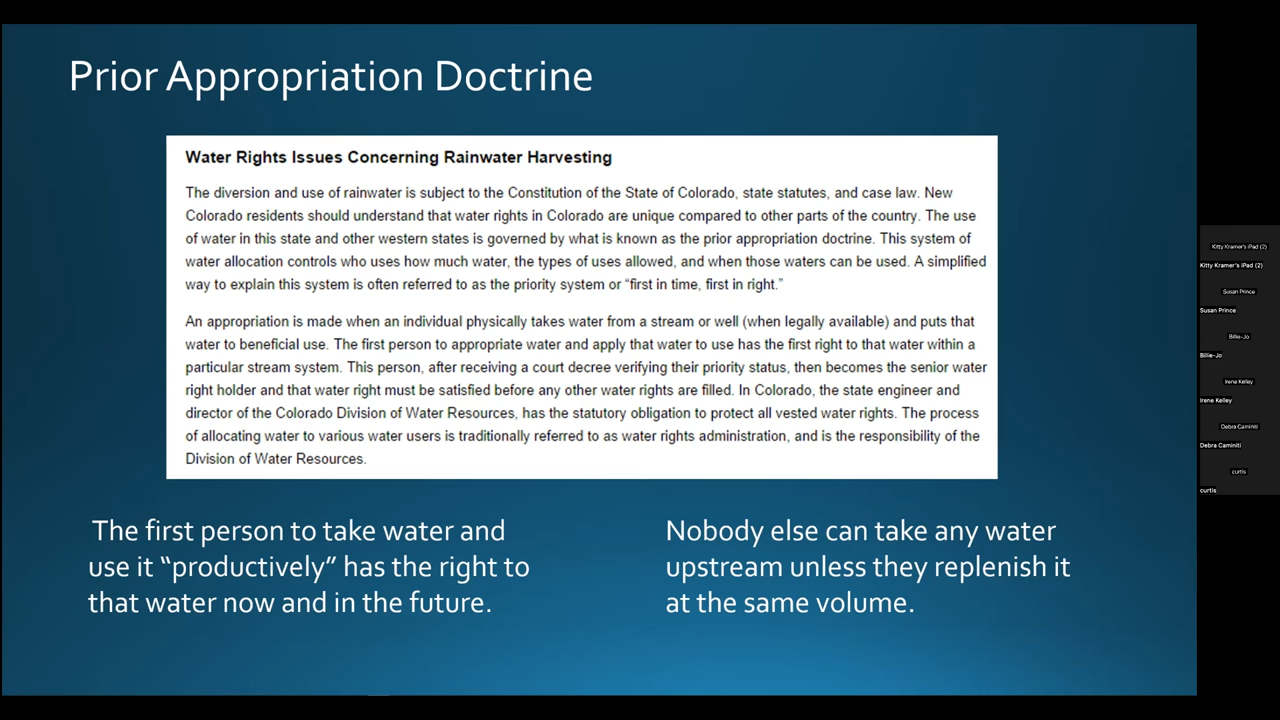 Prior Appropriation Doctrine
Water Rights Issues Concerning Rainwater Harvesting
The diversion and use of rainwater is subject to the Constitution of the State of Colorado, state statutes, and case law. New
Colorado residents should understand that water rights in Colorado are unique compared to other parts of the country. The use
of water in this state and other western states is governed by what is known as the prior appropriation doctrine. This system of
water allocation controls who uses how much water, the types of uses allowed, and when those waters can be used. A simplified
way to explain this system is often referred to as the priority system or “first in time, first in right.”
An appropriation is made when an individual physically takes water from a stream or well (when legally available) and puts that
water to beneficial use. The first person to appropriate water and apply that water to use has the first right to that water within a
particular stream system. This person, after receiving a court decree verifying their priority status, then becomes the senior water
right holder and that water right must be satisfied before any other water rights are filled. In Colorado, the state engineer and
director of the Colorado Division of Water Resources, has the statutory obligation to protect all vested water rights. The process
of allocating water to various water users is traditionally referred to as water rights administration, and is the responsibility of the
Division of Water Resources.
The first person to take water and
use it “productively” has the right to
that water now and in the future.
Nobody else can take any water
upstream unless they replenish it
at the same volume.
Kitty Kramer's iPad (2)
Kitty Kramer's iPad (2)
Susan Prince
Susan Prince
Billie-Jo
Billie-Jo
Irene Kelley
Irene Kelley
Debra Caminiti
Debra Caminiti
curtis
curtis